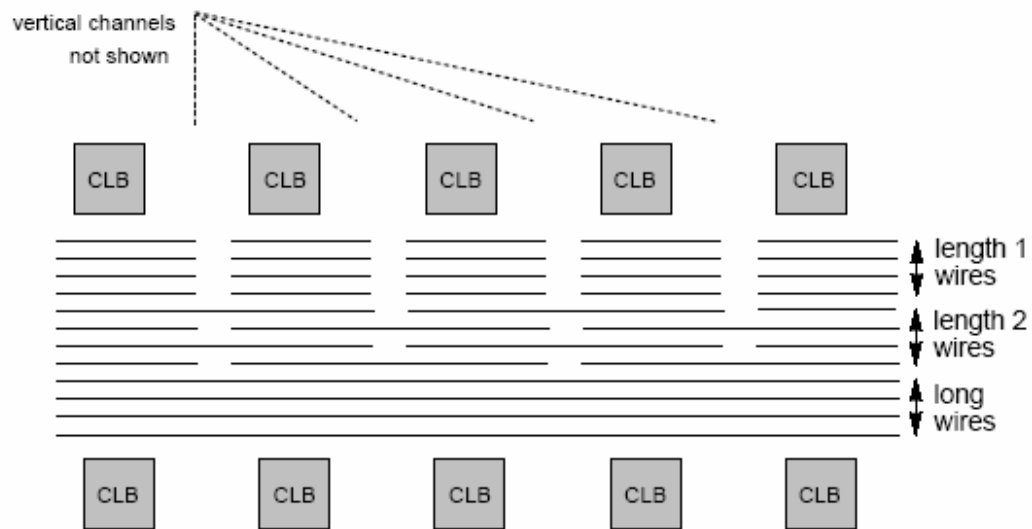 vertical channels
not shown
CLB CLB CLB CLB CLB
length 1
wires
length 2
wires
long
wires
CLB CLB CLB CLB CLB